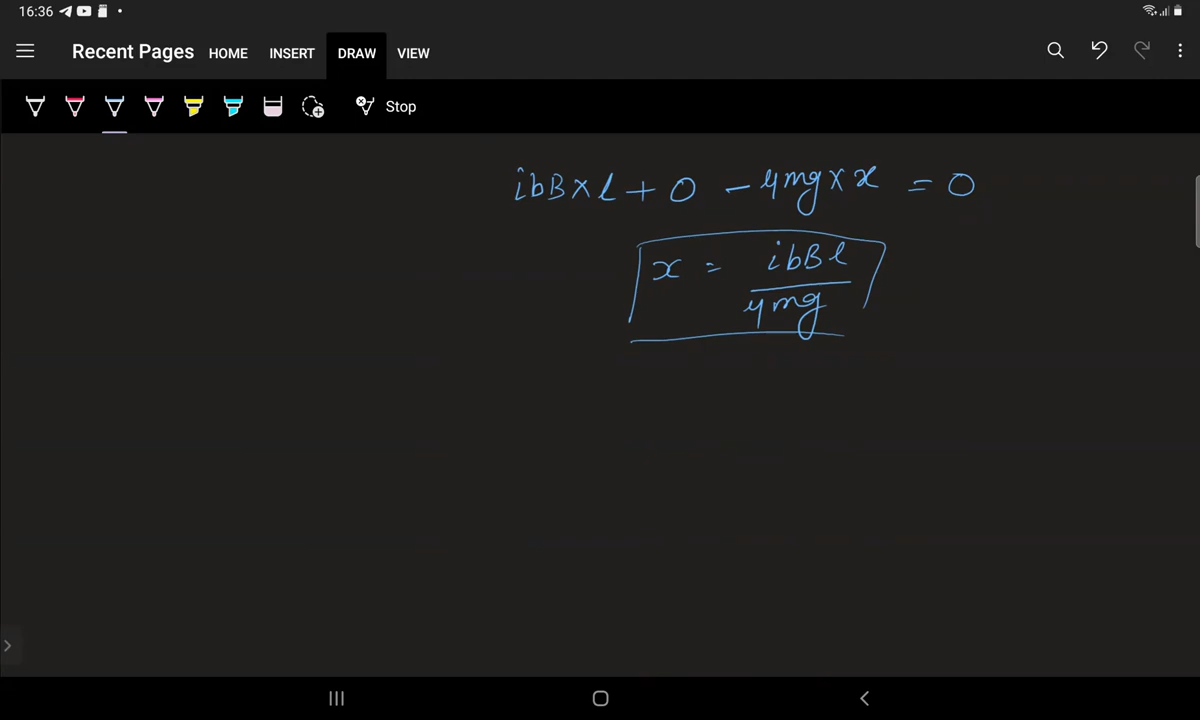 16:36
Recent Pages HOME INSERT DRAW VIEW
Stop
ibB×l + 0 - 4mg×x = 0
x = ibBl
4mg